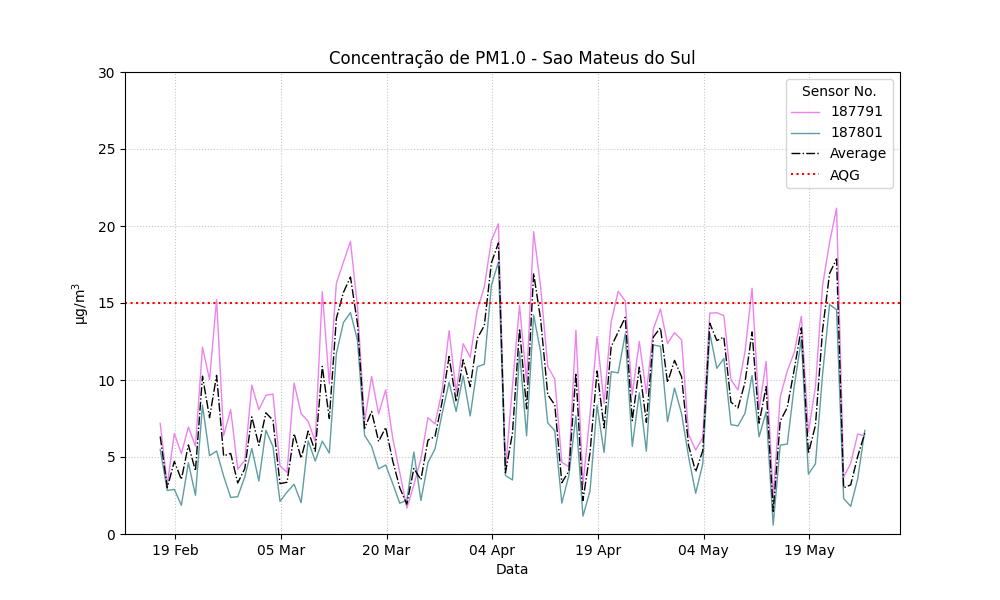 Concentração de PM1.0 - Sao Mateus do Sul
Sensor No.
187791
187801
Average
AQG
30
25
20
15
10
5
0
µg/m³
19 Feb
05 Mar
20 Mar
04 Apr
19 Apr
04 May
19 May
Data